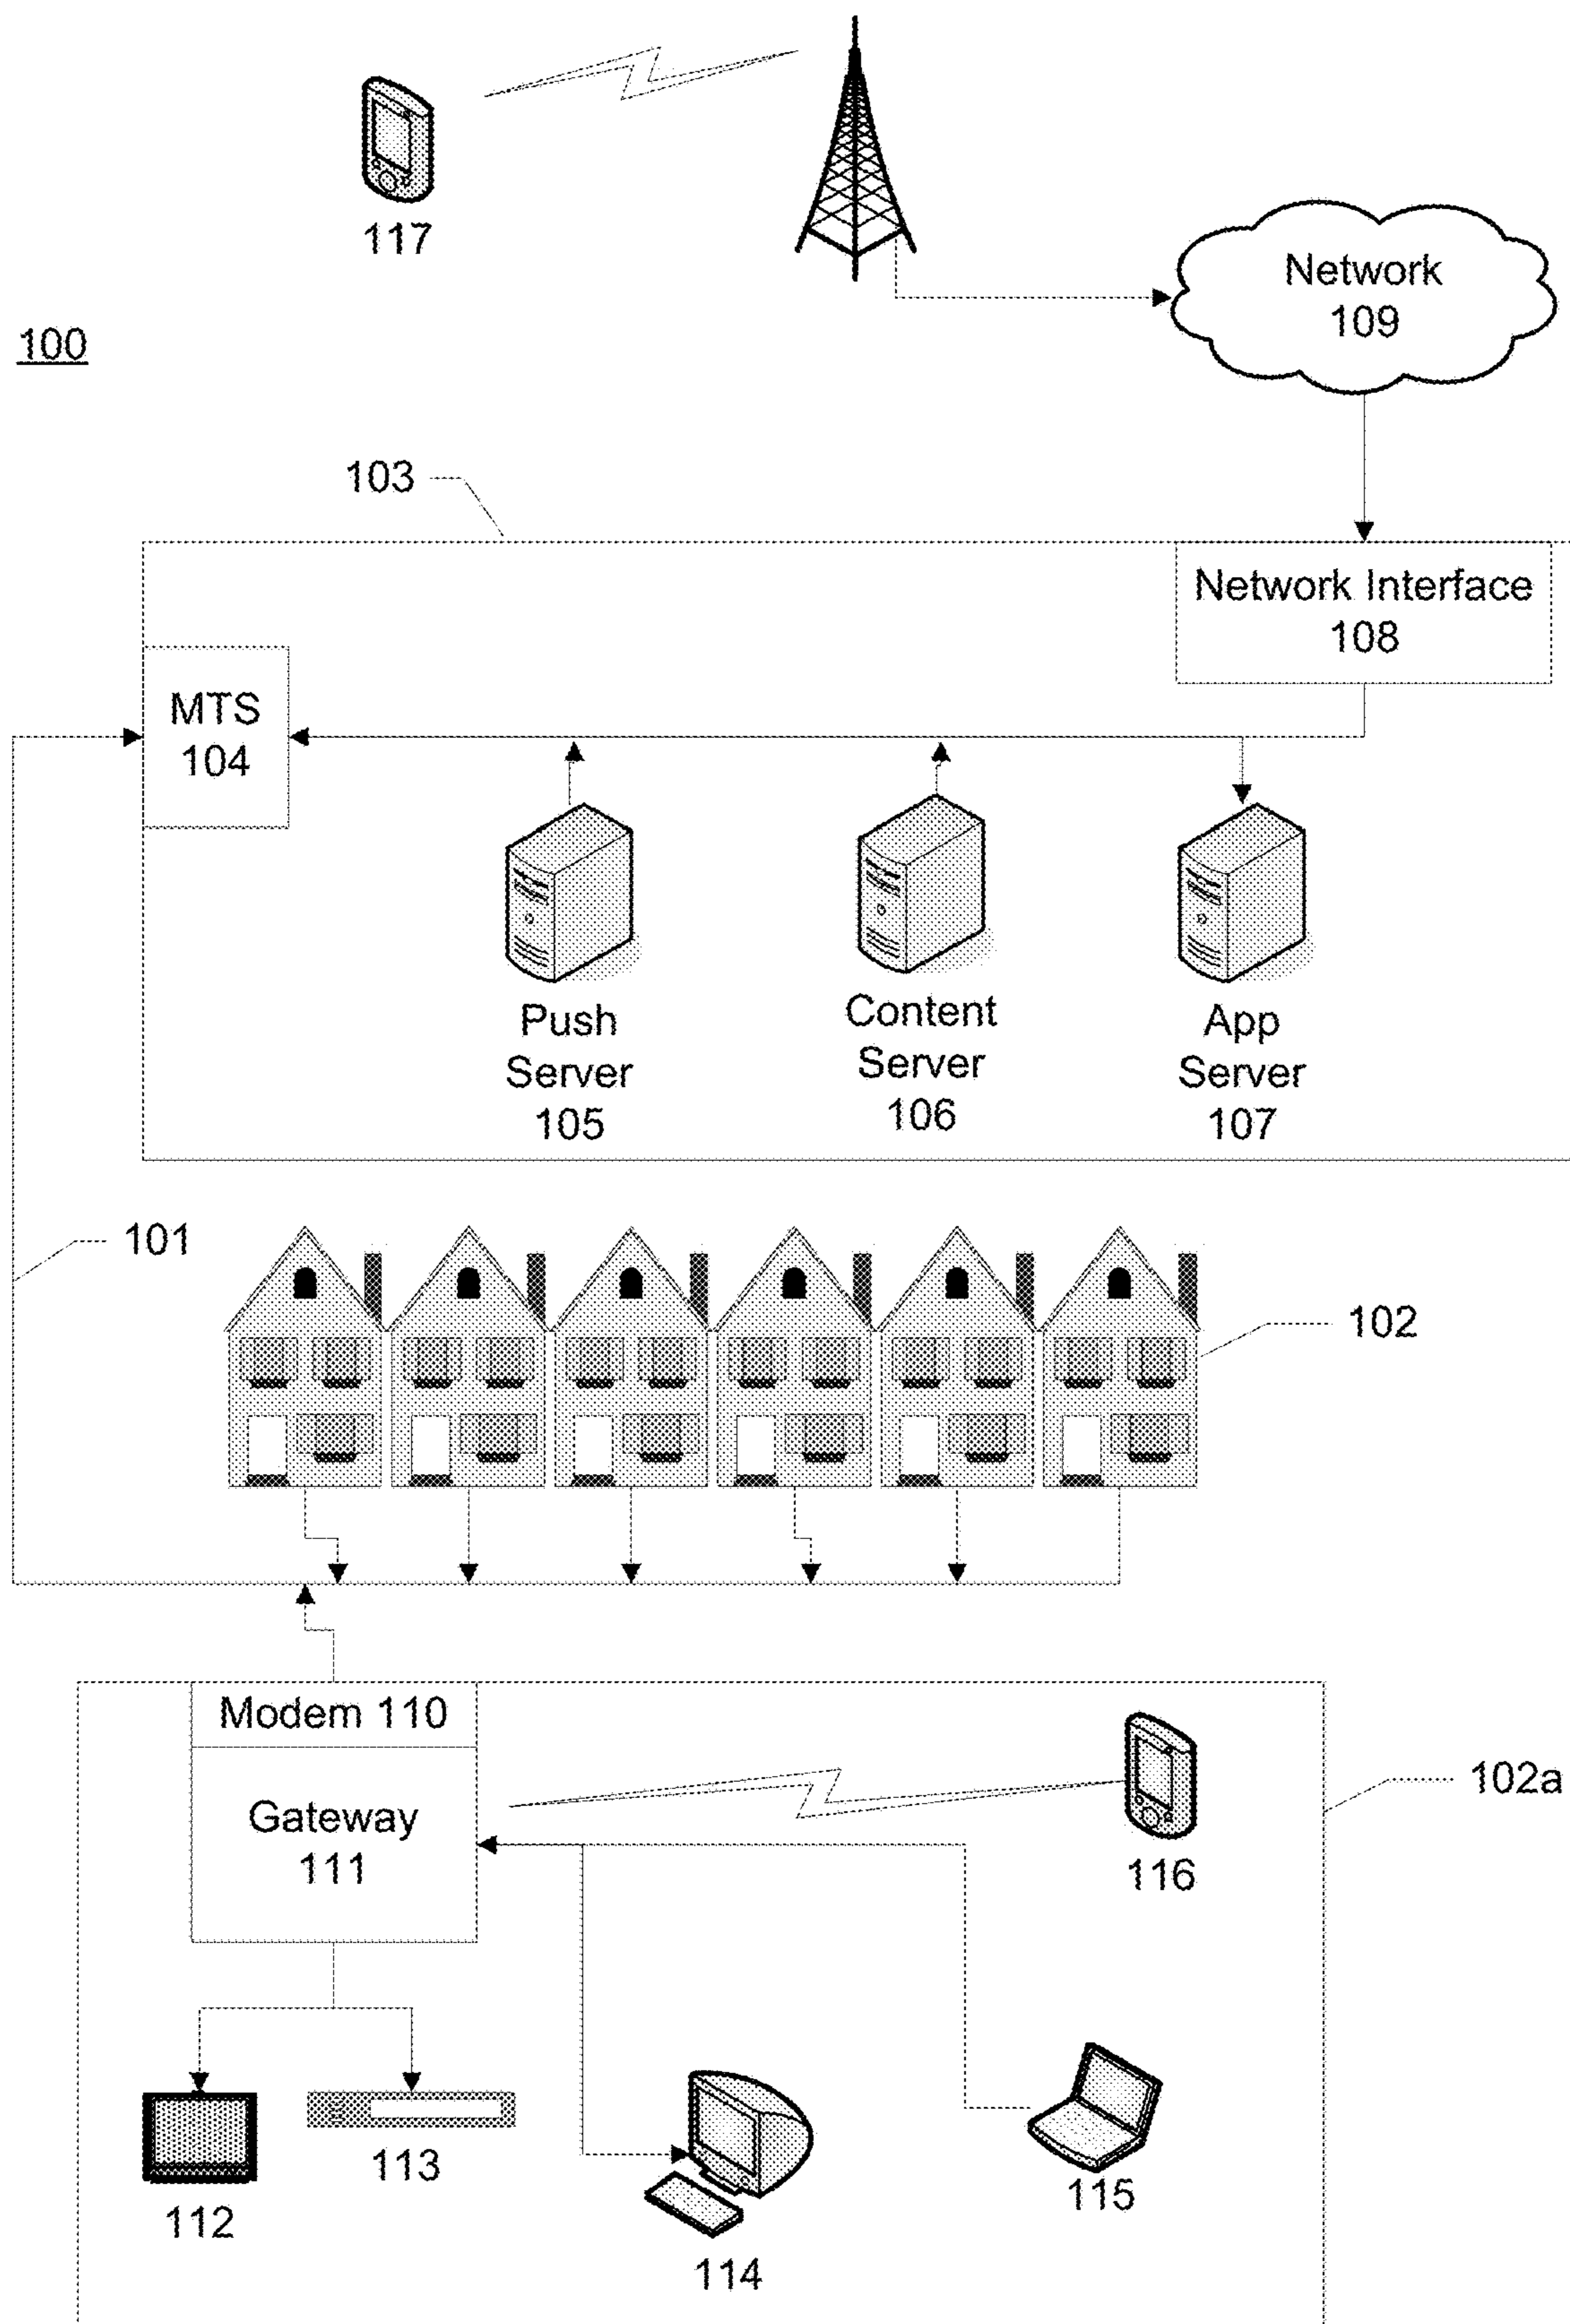 117
Network
109
100
103
Network Interface
108
MTS
104
Push
Server
105
Content
Server
106
App
Server
107
101
102
Modem 110
102a
Gateway
111
116
113
112
115
114